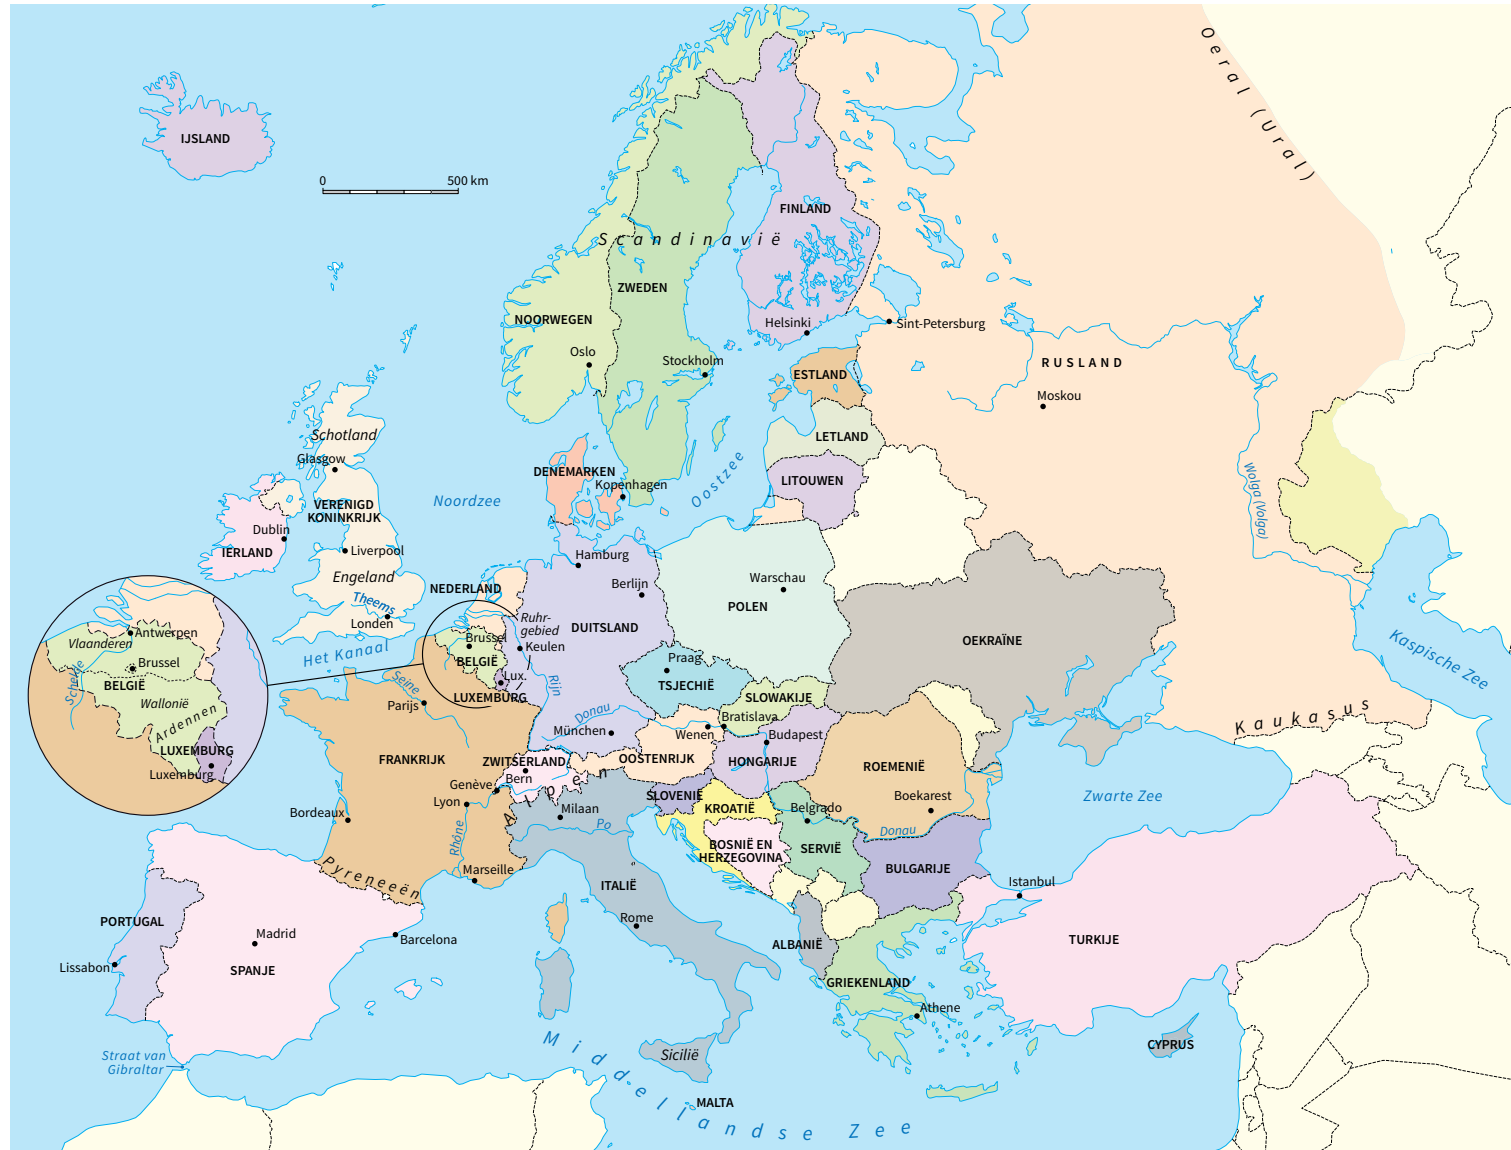 Oeral (Ural)
IJSLAND
0 500 km
FINLAND
Scandinavië
ZWEDEN
NOORWEGEN
Helsinki
Sint-Petersburg
Oslo
Stockholm
RUSLAND
ESTLAND
Moskou
Schotland
LETLAND
Glasgow
DENEMARKEN
Kopenhagen
Oostzee
LITOUWEN
Wolga (Volga)
Noordzee
VERENIGD
KONINKRIJK
Dublin
IERLAND
Liverpool
Hamburg
Engeland
NEDERLAND
Berlijn
Warschau
POLEN
Theems
Londen
Ruhr-
gebied
DUITSLAND
OEKRAÏNE
Antwerpen
Vlaanderen
Brussel
Keulen
Het Kanaal
BELGIË
Praag
Kaspische Zee
Brussel
Schelde
BELGIË
Lux.
Seine
Rijn
TSJECHIË
Wallonië
LUXEMBURG
SLOWAKIJE
Parijs
Ardennen
Donau
Bratislava
Kaukasus
München
Wenen
Budapest
LUXEMBURG
Luxemburg
FRANKRIJK
ZWITSERLAND
OOSTENRIJK
HONGARIJE
ROEMENIË
Bern
Genève
Alpen
SLOVENIË
Boekarest
Zwarte Zee
Lyon
Milaan
KROATIË
Belgrado
Bordeaux
Po
Donau
Rhône
BOSNIË EN
HERZEGOVINA
SERVIË
Pyreneeën
Marseille
BULGARIJE
ITALIË
Istanbul
PORTUGAL
Rome
Madrid
Barcelona
ALBANIË
TURKIJE
Lissabon
SPANJE
GRIEKENLAND
Athene
Straat van
Gibraltar
Sicilië
CYPRUS
MALTA
Middellandse Zee